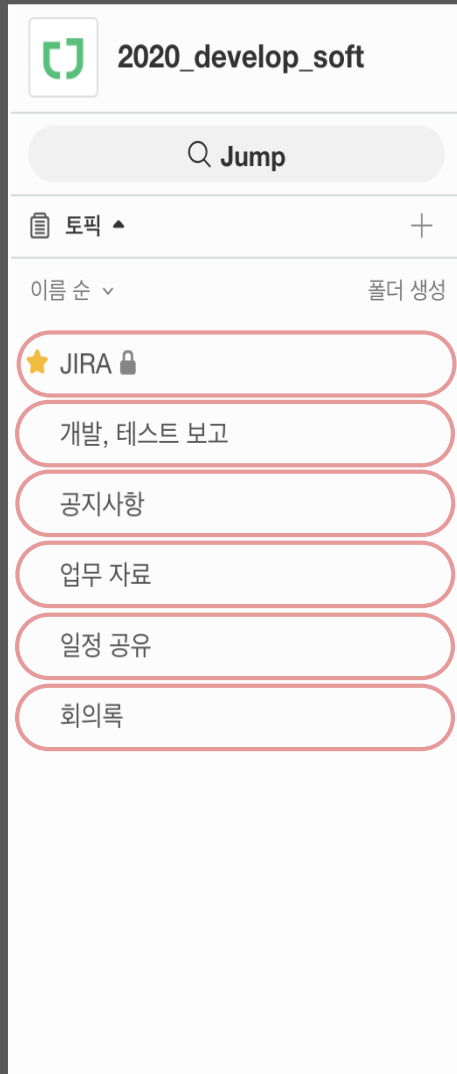 2020_develop_soft
Jump
토픽
이름 순 폴더 생성
JIRA
개발, 테스트 보고
공지사항
업무 자료
일정 공유
회의록